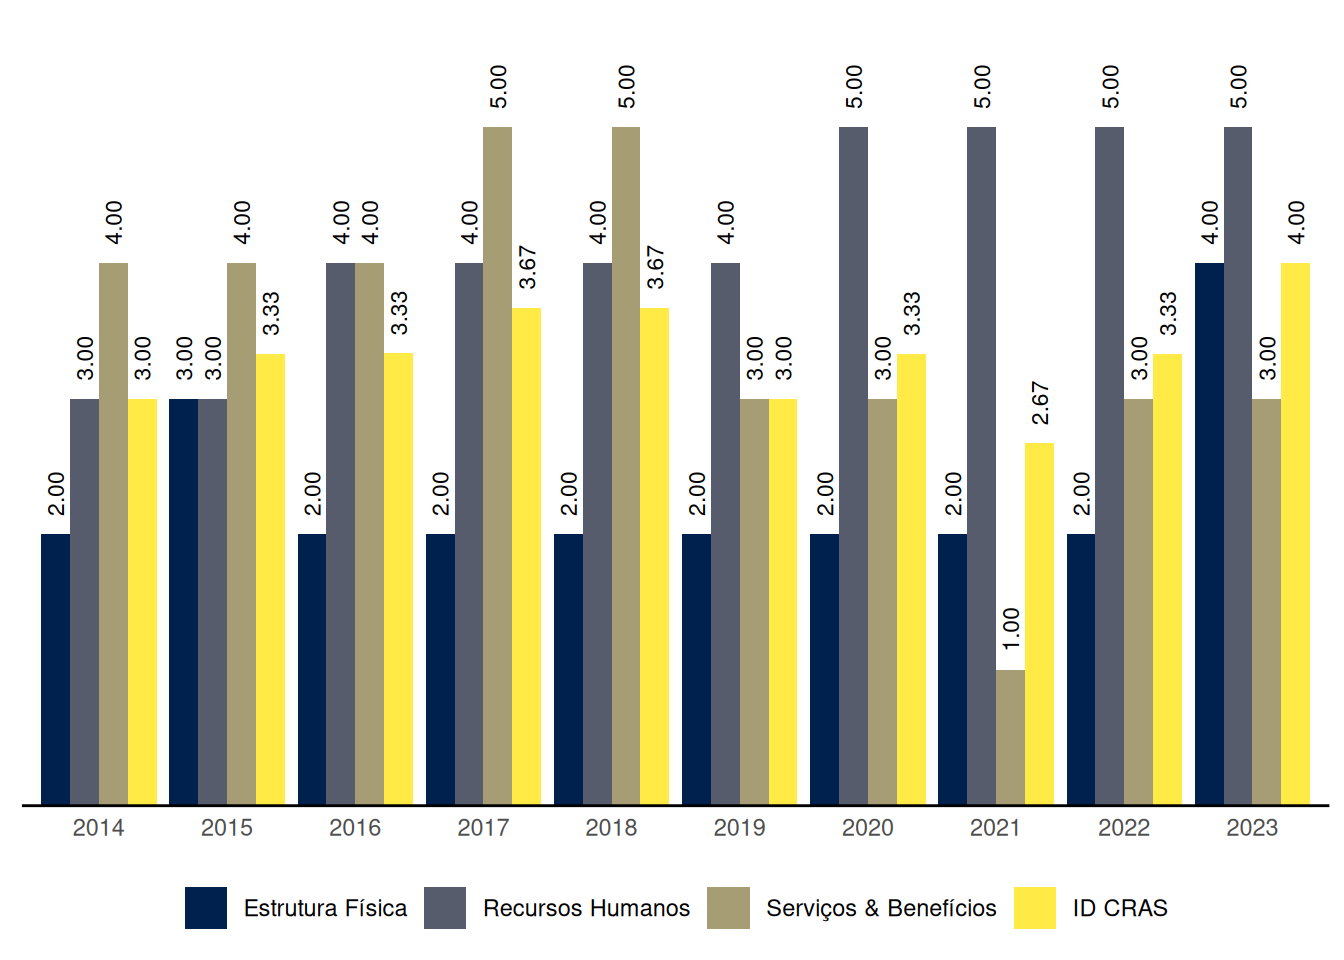 5.00 5.00 5.00 5.00 5.00 5.00
4.00 4.00 4.00 4.00 4.00 4.00 4.00 4.00 4.00
3.67 3.67
3.33 3.33 3.33 3.33
3.00 3.00 3.00 3.00 3.00 3.00 3.00 3.00 3.00
2.67
2.00 2.00 2.00 2.00 2.00 2.00 2.00 2.00
1.00
2014 2015 2016 2017 2018 2019 2020 2021 2022 2023
Estrutura Física Recursos Humanos Serviços & Benefícios ID CRAS